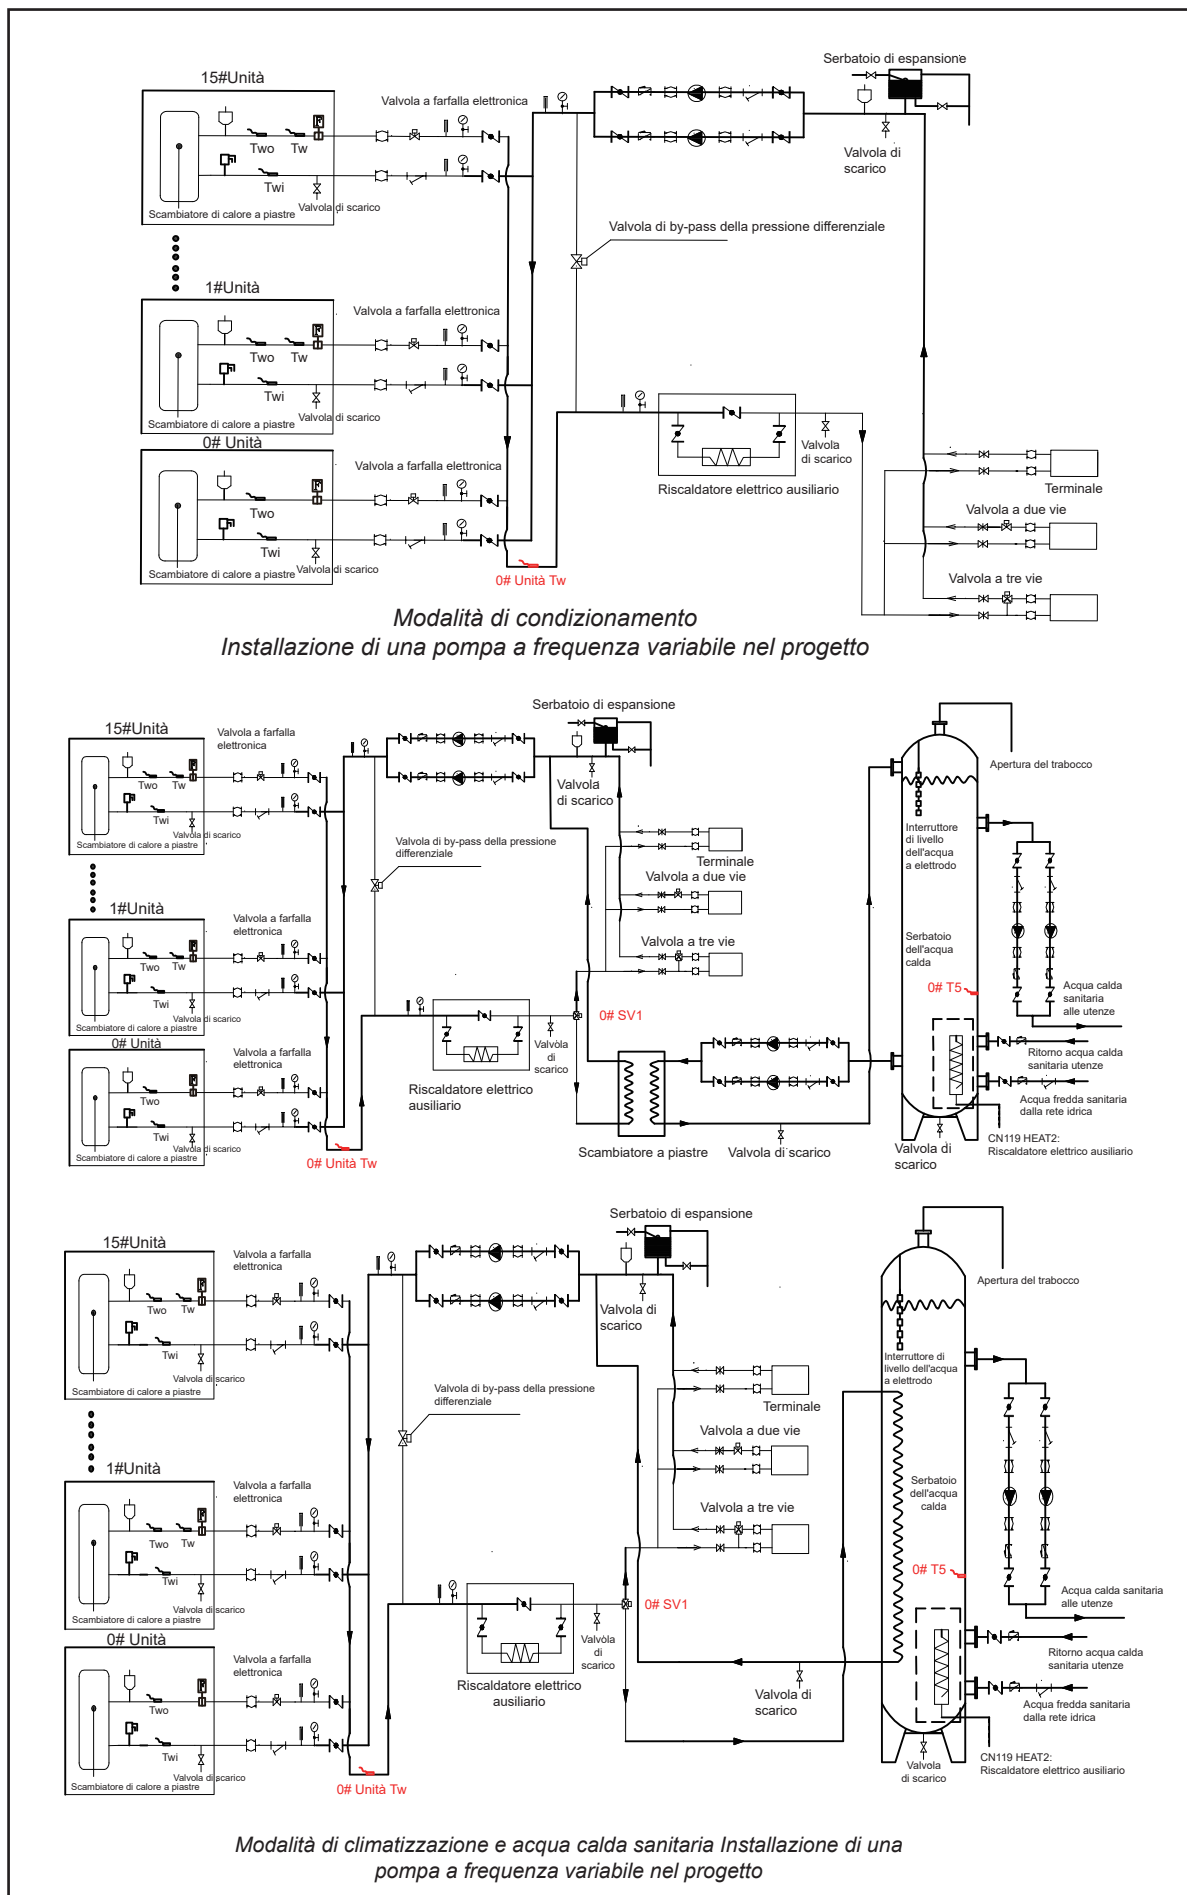 Serbatoio di espansione
15#Unità
Valvola a farfalla elettronica
Two
Tw
Twi
Valvola di scarico
Scambiatore di calore a piastre
Valvola di
scarico
Valvola di by-pass della pressione differenziale
1#Unità
Valvola a farfalla elettronica
Two
Tw
Twi
Valvola di scarico
Scambiatore di calore a piastre
0# Unità
Valvola a farfalla elettronica
Two
Twi
Valvola di scarico
Scambiatore di calore a piastre
0# Unità Tw
Valvola
di scarico
Riscaldatore elettrico ausiliario
Terminale
Valvola a due vie
Valvola a tre vie
Modalità di condizionamento
Installazione di una pompa a frequenza variabile nel progetto
Serbatoio di espansione
15#Unità
Valvola a farfalla
elettronica
Two
Tw
Twi
Valvola di scarico
Scambiatore di calore a piastre
Valvola
di scarico
Apertura del trabocco
Valvola di by-pass della pressione
differenziale
Terminale
Valvola a due vie
Valvola a tre vie
Interruttore
di livello
dell'acqua
a elettrodo
1#Unità
Valvola a farfalla
elettronica
Two
Tw
Twi
Valvola di scarico
Scambiatore di calore a piastre
Serbatoio
dell'acqua
calda
0# T5
Acqua calda
sanitaria
alle utenze
0# SV1
0# Unità
Valvola a farfalla
elettronica
Two
Twi
Valvola di scarico
Scambiatore di calore a piastre
0# Unità Tw
Valvola
di
scarico
Riscaldatore elettrico
ausiliario
Scambiatore a piastre
Valvola di scarico
Ritorno acqua calda
sanitaria utenze
Acqua fredda sanitaria
dalla rete idrica
Valvola di
scarico
CN119 HEAT2:
Riscaldatore elettrico ausiliario
Serbatoio di espansione
15#Unità
Valvola a farfalla
elettronica
Two
Tw
Twi
Valvola di scarico
Scambiatore di calore a piastre
Valvola di
scarico
Apertura del trabocco
Valvola di by-pass della pressione
differenziale
Terminale
Valvola a due vie
Valvola a tre vie
Interruttore di
livello dell'acqua
a elettrodo
1#Unità
Valvola a farfalla
elettronica
Two
Tw
Twi
Valvola di scarico
Scambiatore di calore a piastre
Serbatoio
dell'acqua
calda
0# T5
Acqua calda sanitaria
alle utenze
0# SV1
0# Unità
Valvola a farfalla
elettronica
Two
Twi
Valvola di scarico
Scambiatore di calore a piastre
0# Unità Tw
Valvola
di
scarico
Riscaldatore elettrico
ausiliario
Valvola di
scarico
Ritorno acqua calda
sanitaria utenze
Acqua fredda sanitaria
dalla rete idrica
Valvola
di scarico
CN119 HEAT2:
Riscaldatore elettrico ausiliario
Modalità di climatizzazione e acqua calda sanitaria Installazione di una
pompa a frequenza variabile nel progetto